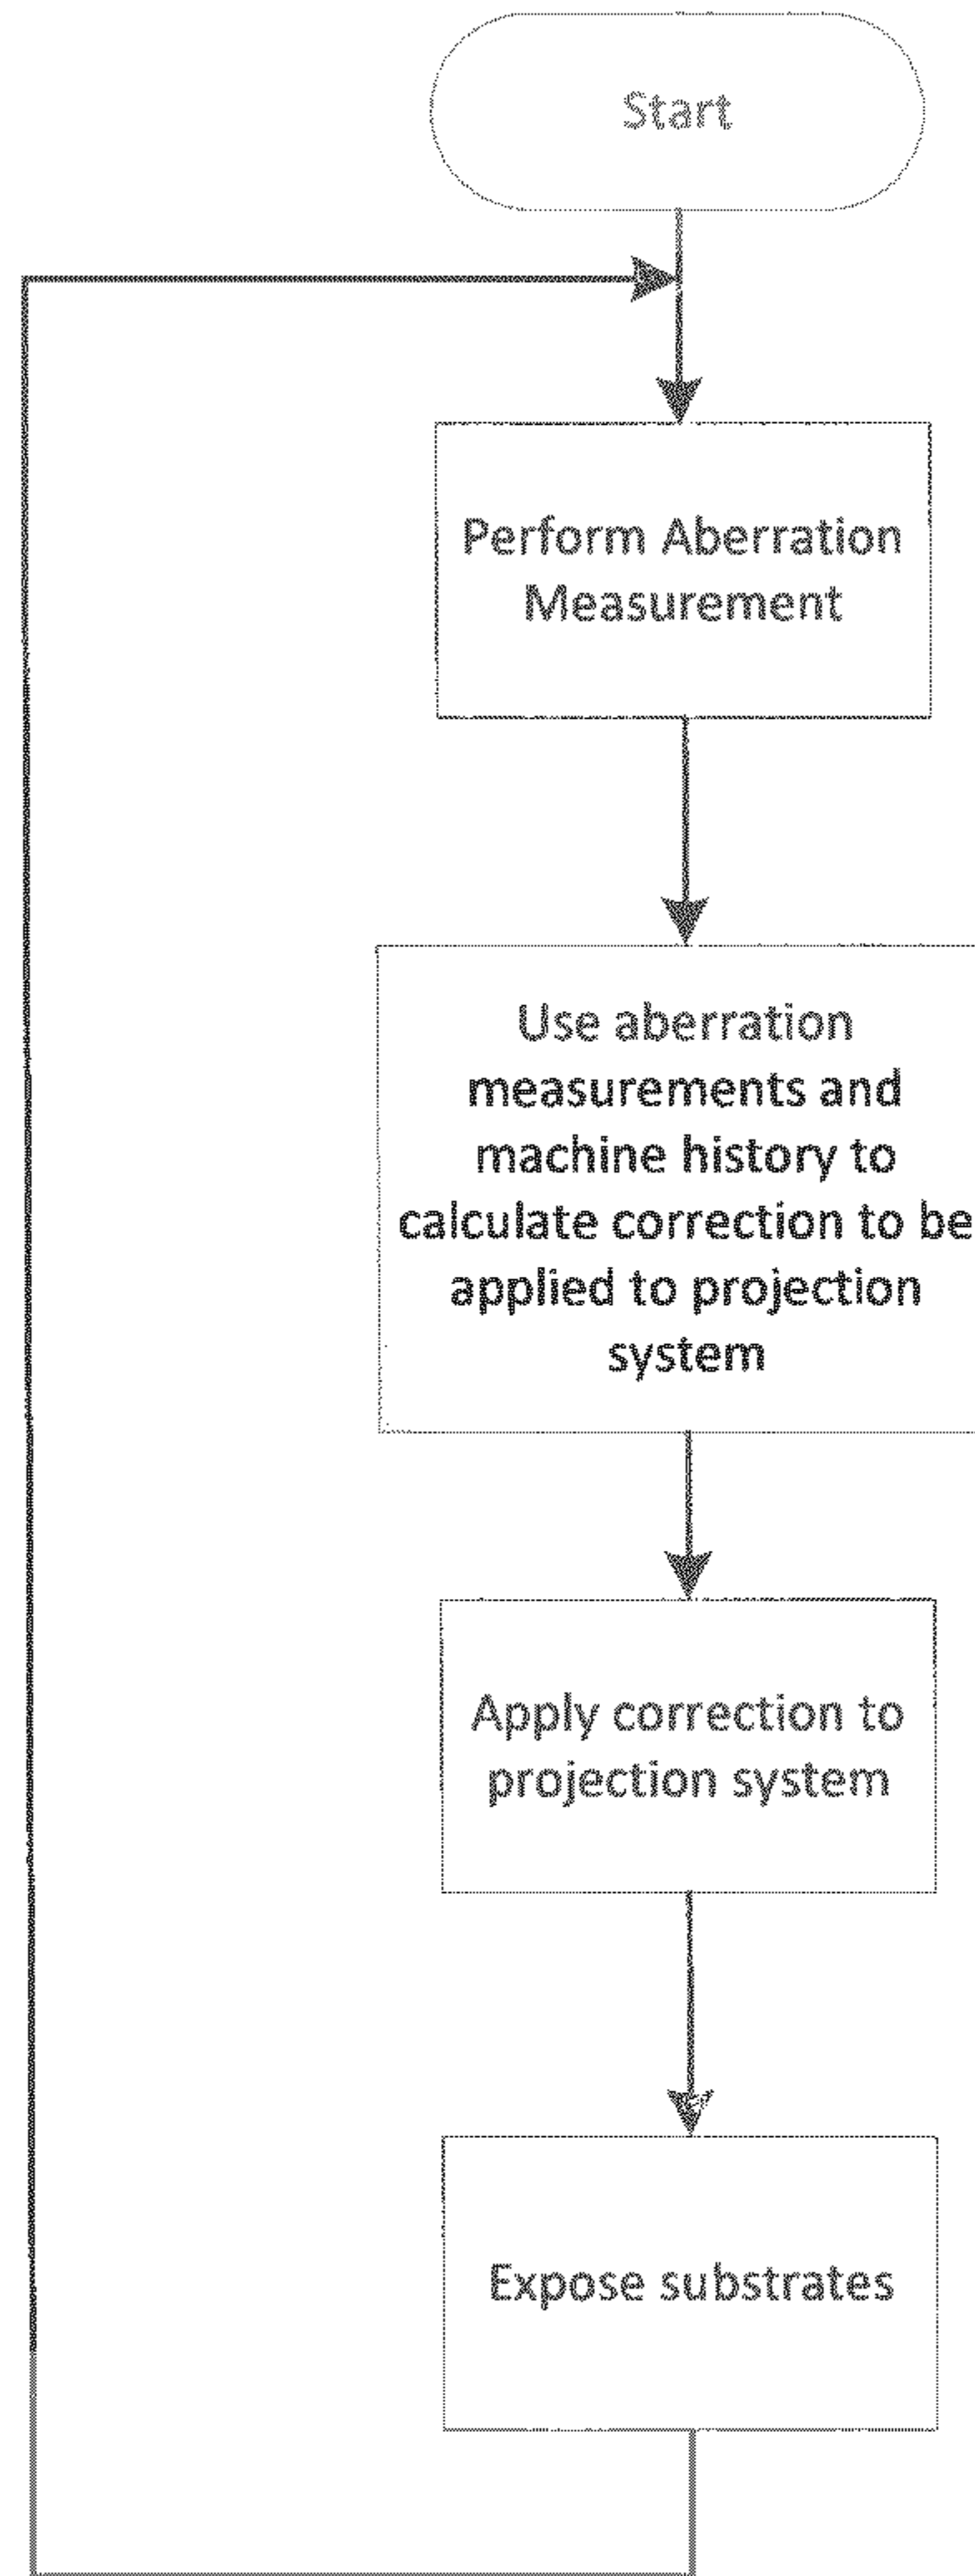 Start
Perform Aberration
Measurement
Use aberration
measurements and
machine history to
calculate correction to be
applied to projection
system
Apply correction to
projection system
Expose substrates